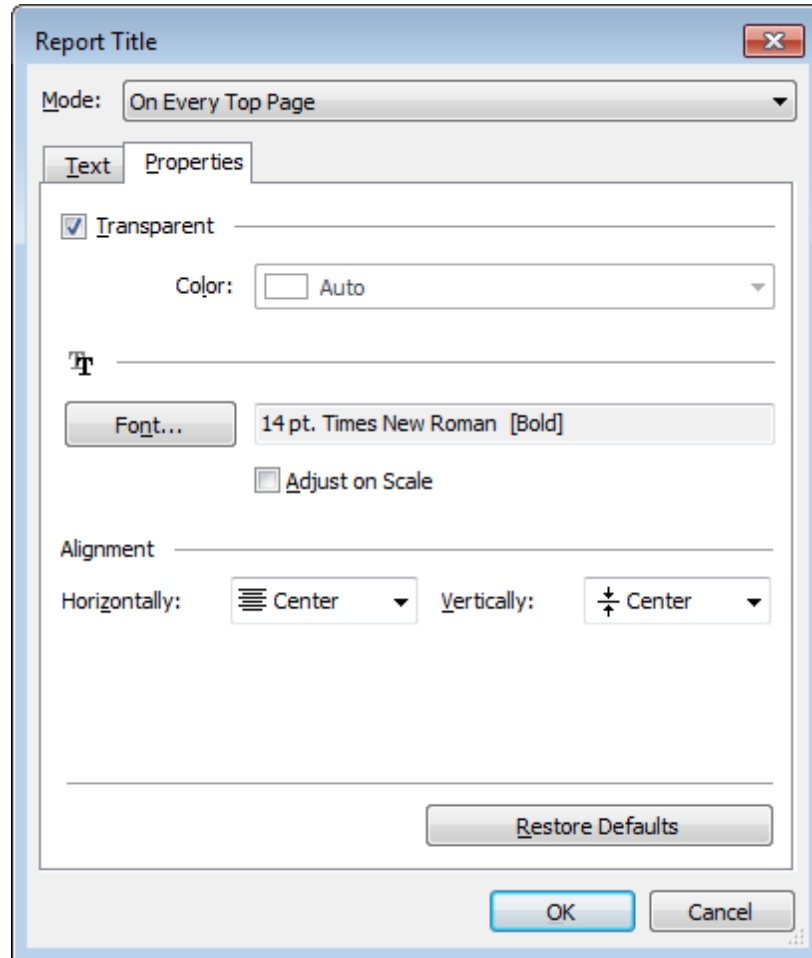 Report Title
Mode: On Every Top Page
Text Properties
Transparent
Color: Auto
Font... 14 pt. Times New Roman [Bold]
Adjust on Scale
Alignment
Horizontally: Center Vertically: Center
Restore Defaults
OK Cancel